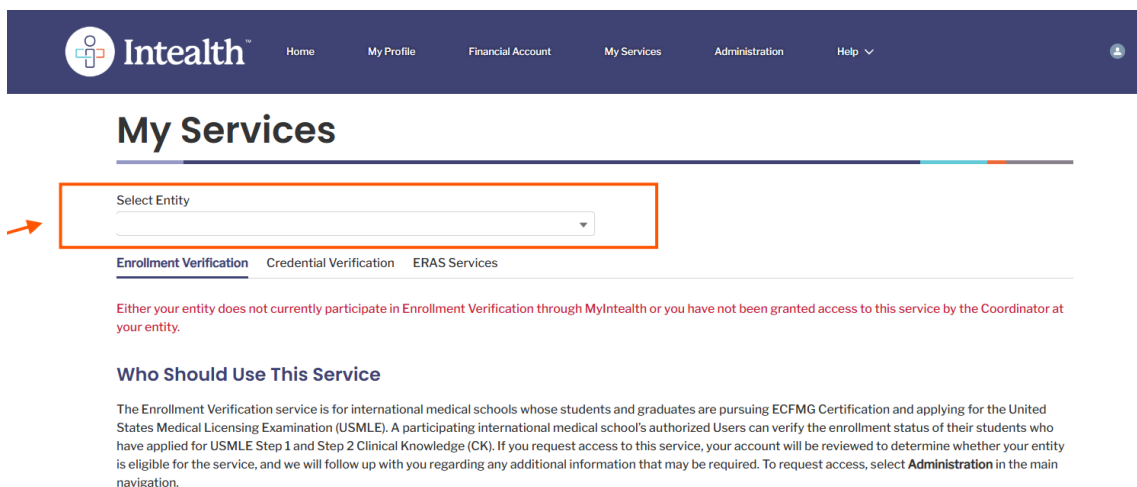 Intealth™
Home My Profile Financial Account My Services Administration Help
My Services
Select Entity
Enrollment Verification Credential Verification ERAS Services
Either your entity does not currently participate in Enrollment Verification through MyIntealth or you have not been granted access to this service by the Coordinator at
your entity.
Who Should Use This Service
The Enrollment Verification service is for international medical schools whose students and graduates are pursuing ECFMG Certification and applying for the United
States Medical Licensing Examination (USMLE). A participating international medical school's authorized Users can verify the enrollment status of their students who
have applied for USMLE Step 1 and Step 2 Clinical Knowledge (CK). If you request access to this service, your account will be reviewed to determine whether your entity
is eligible for the service, and we will follow up with you regarding any additional information that may be required. To request access, select Administration in the main
navigation.